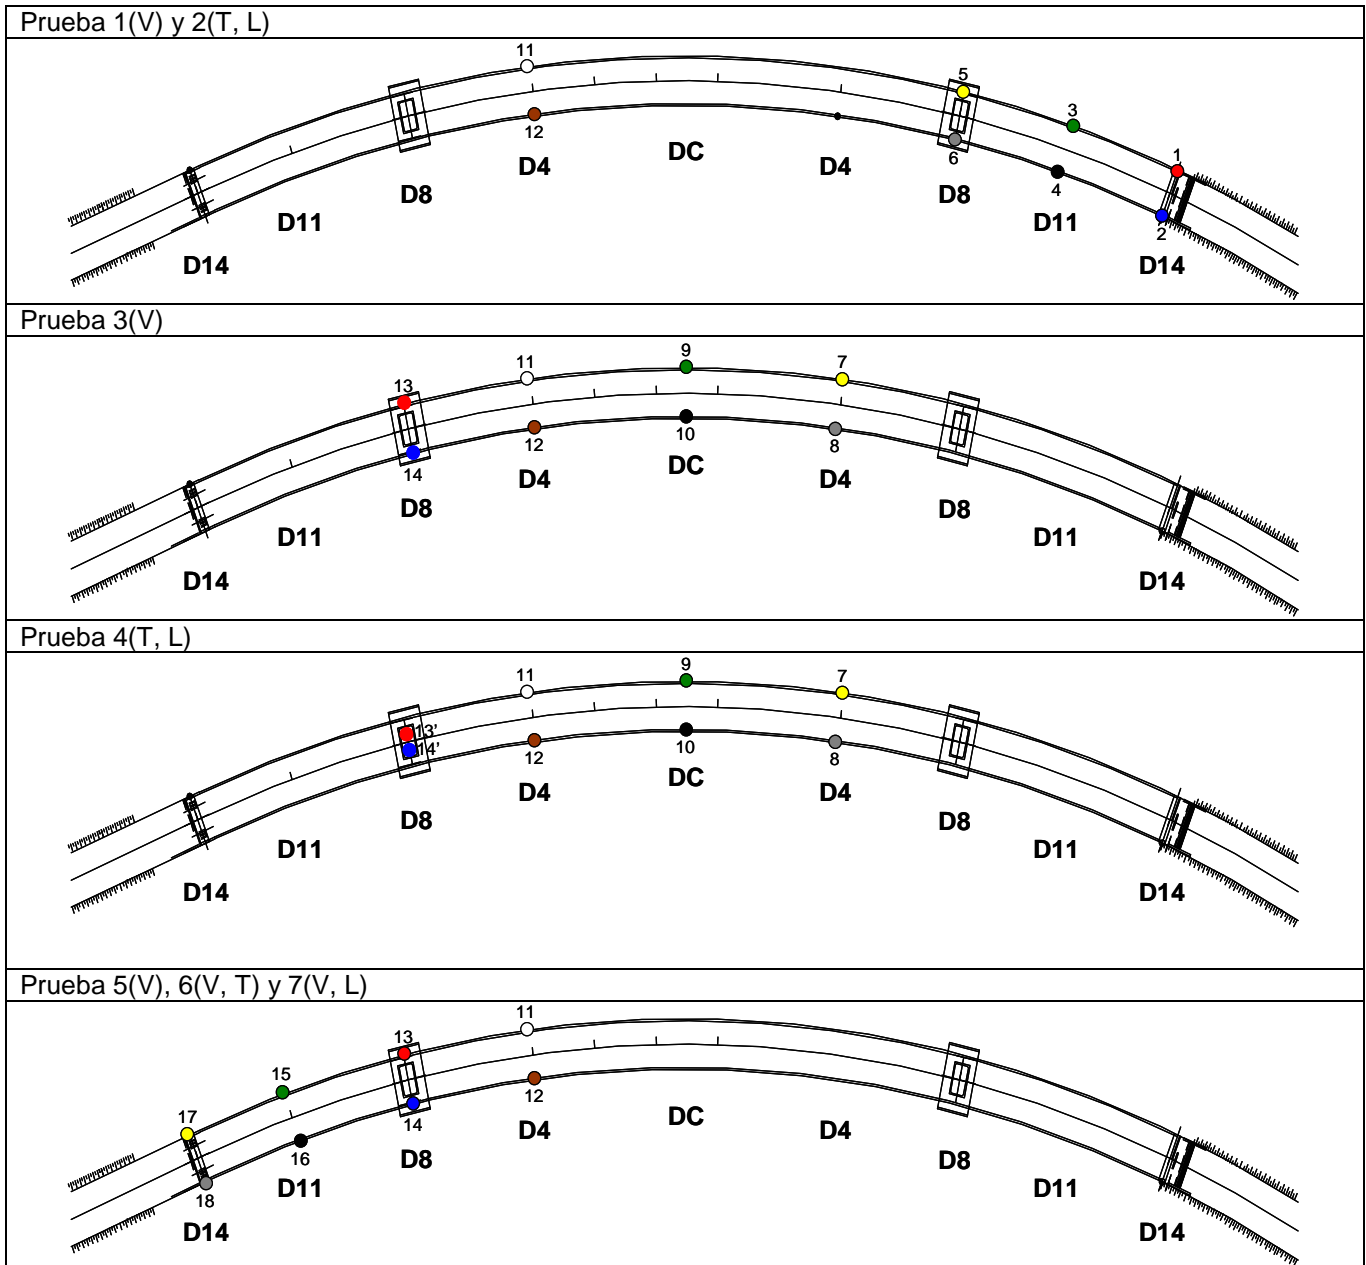 Prueba 1(V) y 2(T, L)
11
5
3
12
6
4
1
2
D4
DC
D4
D8
D8
D11
D11
D14
D14
Prueba 3(V)
9
11
7
13
12
10
8
14
D4
DC
D4
D8
D8
D11
D11
D14
D14
Prueba 4(T, L)
9
11
7
13'
14'
12
10
8
D4
DC
D4
D8
D8
D11
D11
D14
D14
Prueba 5(V), 6(V, T) y 7(V, L)
11
13
15
12
17
14
16
18
D4
DC
D4
D8
D8
D11
D11
D14
D14